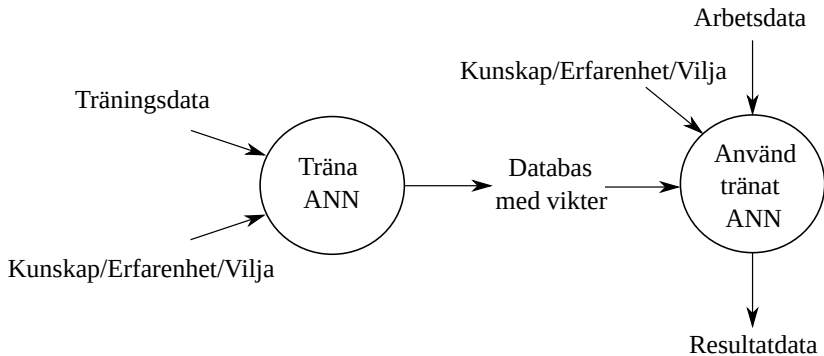 Arbetsdata
Kunskap/Erfarenhet/Vilja
Träningsdata
Träna
ANN
Databas
med vikter
Använd
tränat
ANN
Kunskap/Erfarenhet/Vilja
Resultatdata